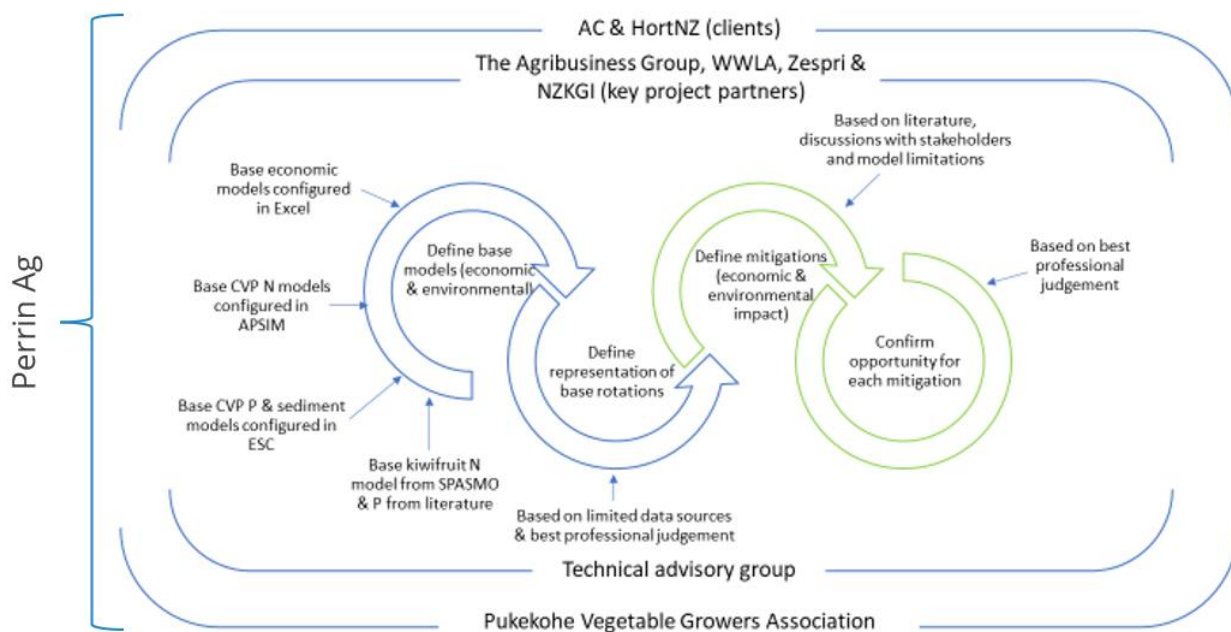 AC & HortNZ (clients)
The Agribusiness Group, WWLA, Zespri &
NZKGI (key project partners)
Perrin Ag
Base economic
models configured
in Excel
Base CVP N models
configured in
APSIM
Base CVP P & sediment
models configured in
ESC
Base kiwifruit N
model from SPASMO
& P from literature
Define base
models (economic
& environmental)
Define
representation of
base rotations
Based on limited data sources
& best professional judgement
Define mitigations
(economic &
environmental
impact)
Based on literature,
discussions with stakeholders
and model limitations
Confirm
opportunity for
each mitigation
Based on best
professional
judgement
Technical advisory group
Pukekohe Vegetable Growers Association